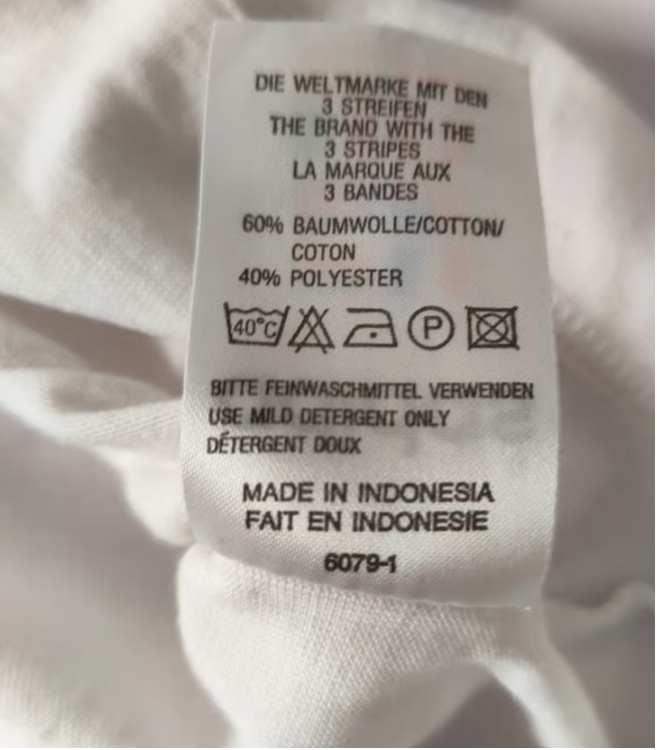 DIE WELTMARKE MIT DEN
3 STREIFEN
THE BRAND WITH THE
3 STRIPES
LA MARQUE AUX
3 BANDES
60% BAUMWOLLE/COTTON/
COTON
40% POLYESTER
40°C P
BITTE FEINWASCHMITTEL VERWENDEN
USE MILD DETERGENT ONLY
DÉTERGENT DOUX
MADE IN INDONESIA
FAIT EN INDONESIE
6079-1